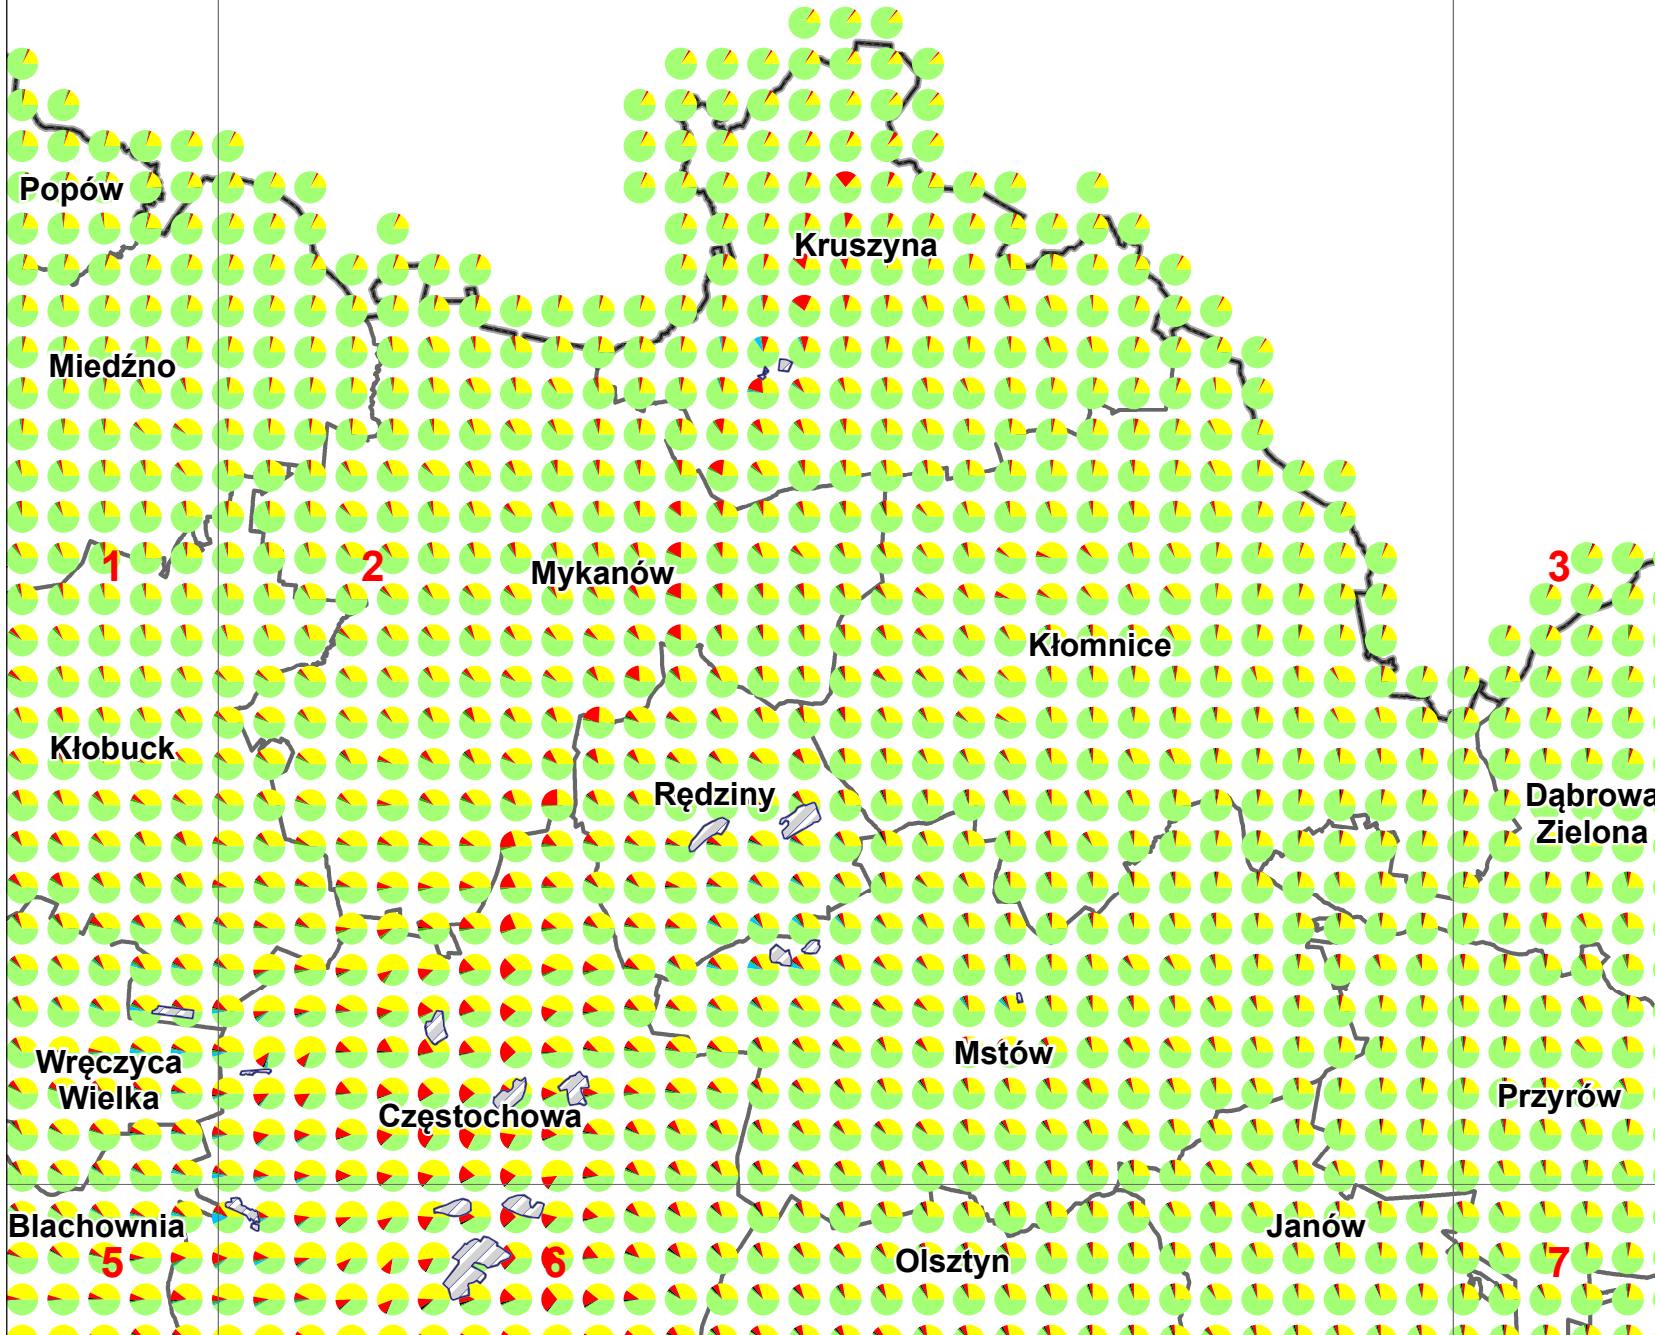 Popów
Kruszyna
Miedźno
1
2
Mykanów
3
Kłomnice
Kłobuck
Rędziny
Dąbrowa
Zielona
Wręczyca
Wielka
Mstów
Częstochowa
Przyrów
Blachownia
Janów
5
6
Olsztyn
7